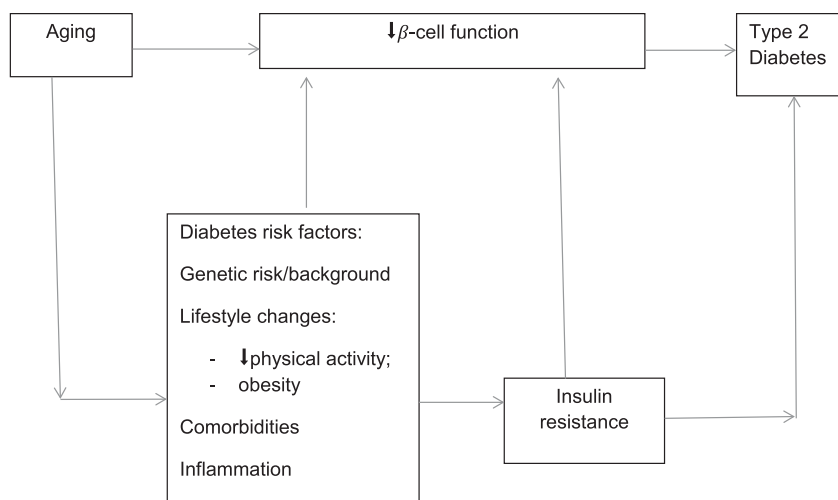 Aging
⬇β-cell function
Type 2
Diabetes
Diabetes risk factors:
Genetic risk/background
Lifestyle changes:
- ⬇physical activity;
- obesity
Comorbidities
Inflammation
Insulin
resistance